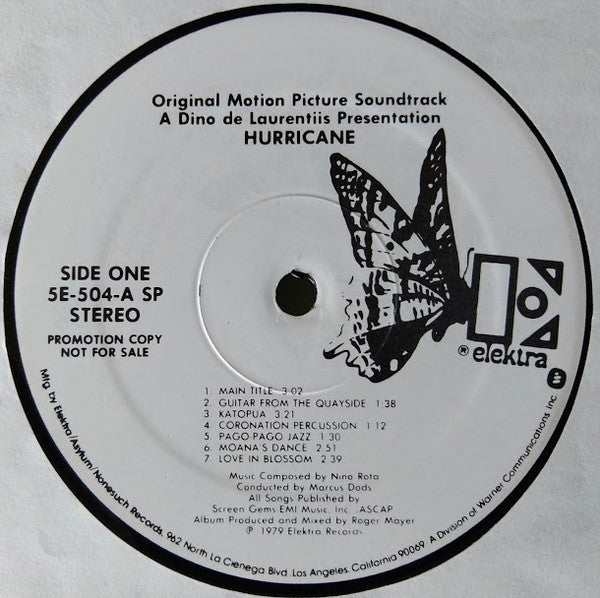 Original Motion Picture Soundtrack
A Dino de Laurentiis Presentation
HURRICANE
SIDE ONE
5E-504-A SP
STEREO
PROMOTION COPY
NOT FOR SALE
® elektra
1. MAIN TITLE 3:02
2. GUITAR FROM THE QUAYSIDE 1:38
3. KATOPUA 3:21
4. CORONATION PERCUSSION 1:12
5. PAGO-PAGO JAZZ 1:30
6. MOANA'S DANCE 2:51
7. LOVE IN BLOSSOM 2:39
Music Composed by Nino Rota
Conducted by Marcus Dods
All Songs Published by
Screen Gems EMI Music, Inc., ASCAP
Album Produced and Mixed by Roger Mayer
℗ 1979 Elektra Records
Mfg. by Elektra/Asylum/Nonesuch Records, 962 North La Cienega Blvd. Los Angeles, California 90069 A Division of Warner Communications Inc